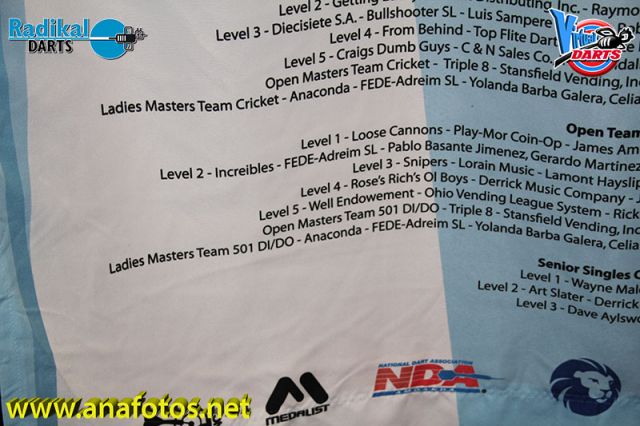 Radikal
DARTS
Virtual
DARTS
Level 2 - Getting Distributing, Inc. - Raymo
Level 3 - Diecisiete S.A. - Bullshooter SL - Luis Sampere
Level 4 - From Behind - Top Flite Dart
Level 5 - Craigs Dumb Guys - C & N Sales Co.
Open Masters Team Cricket - Triple 8 - Stansfield Vending, Inc
Ladies Masters Team Cricket - Anaconda - FEDE-Adreim SL - Yolanda Barba Galera, Celia
Open Team
Level 1 - Loose Cannons - Play-Mor Coin-Op - James Am
Level 2 - Increibles - FEDE-Adreim SL - Pablo Basante Jimenez, Gerardo Martinez
Level 3 - Snipers - Lorain Music - Lamont Hayslip
Level 4 - Rose's Rich's Ol Boys - Derrick Music Company - J
Level 5 - Well Endowement - Ohio Vending League System - Rick
Open Masters Team 501 DI/DO - Triple 8 - Stansfield Vending, Inc
Ladies Masters Team 501 DI/DO - Anaconda - FEDE-Adreim SL - Yolanda Barba Galera, Celia
Senior Singles C
Level 1 - Wayne Mal
Level 2 - Art Slater - Derrick
Level 3 - Dave Aylsw
NATIONAL DART ASSOCIATION
NDA
MEDALIST
www.anafotos.net